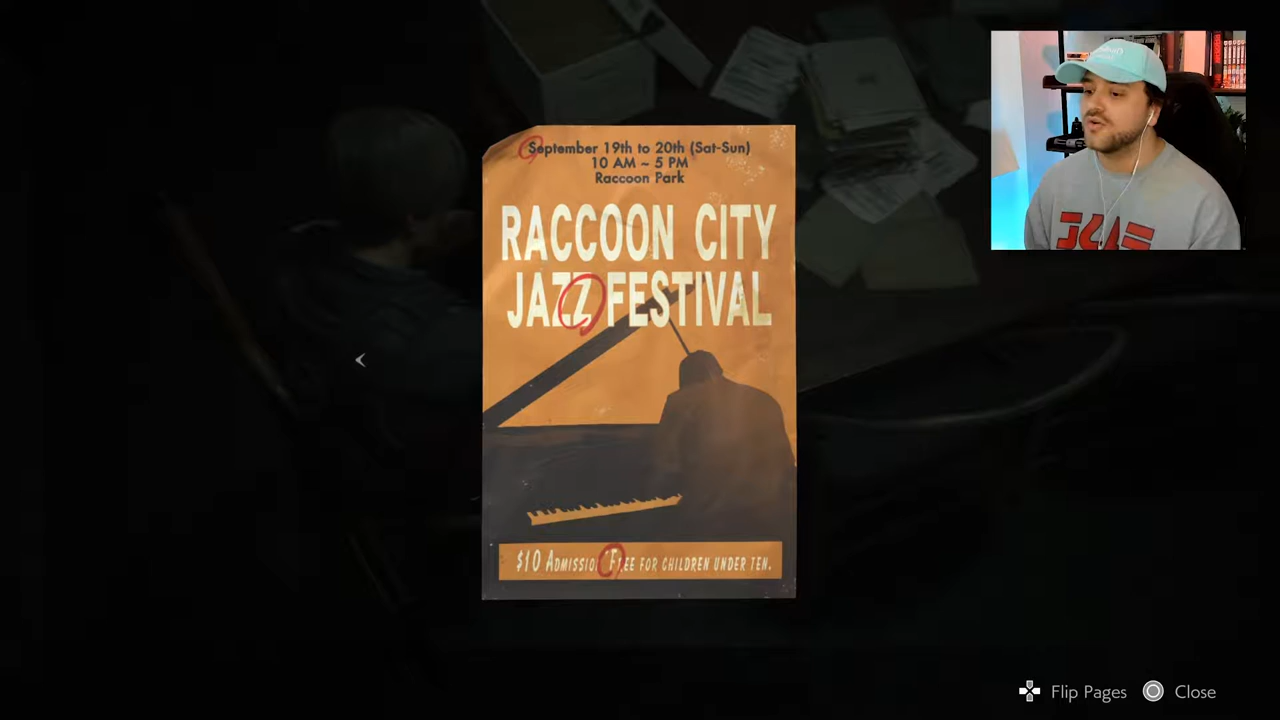 September 19th to 20th (Sat-Sun)
10 AM ~ 5 PM
Raccoon Park
RACCOON CITY
JAZZ FESTIVAL
$10 Admission Free for children under ten.
Flip Pages
Close